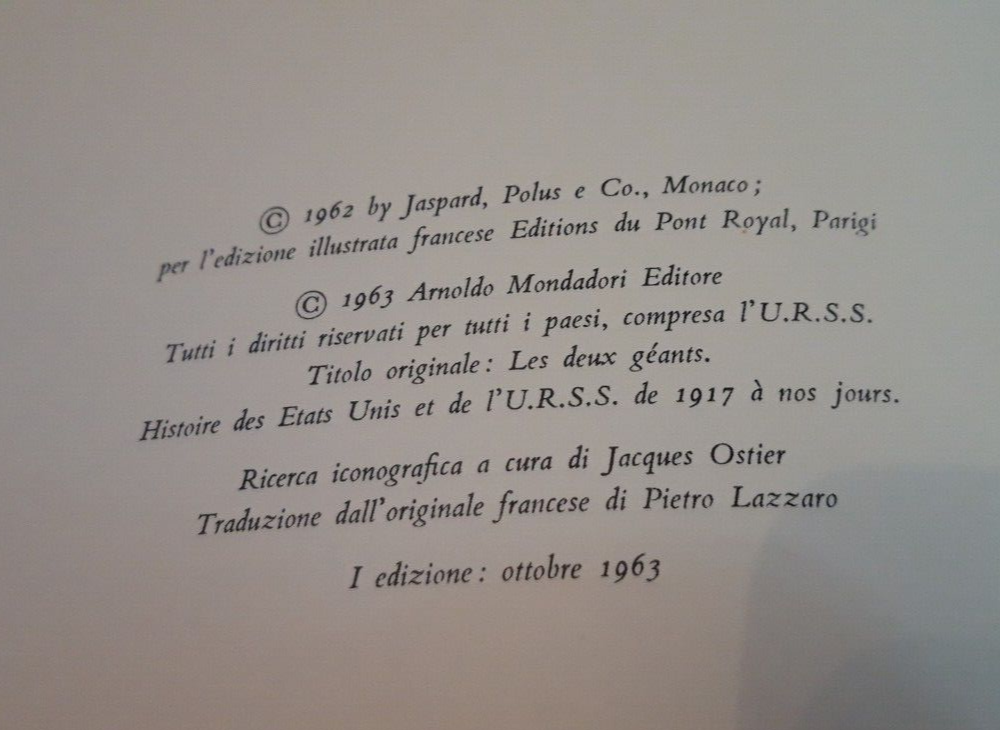 © 1962 by Jaspard, Polus e Co., Monaco;
per l'edizione illustrata francese Editions du Pont Royal, Parigi
© 1963 Arnoldo Mondadori Editore
Tutti i diritti riservati per tutti i paesi, compresa l'U.R.S.S.
Titolo originale: Les deux géants.
Histoire des Etats Unis et de l'U.R.S.S. de 1917 à nos jours.
Ricerca iconografica a cura di Jacques Ostier
Traduzione dall'originale francese di Pietro Lazzaro
I edizione: ottobre 1963